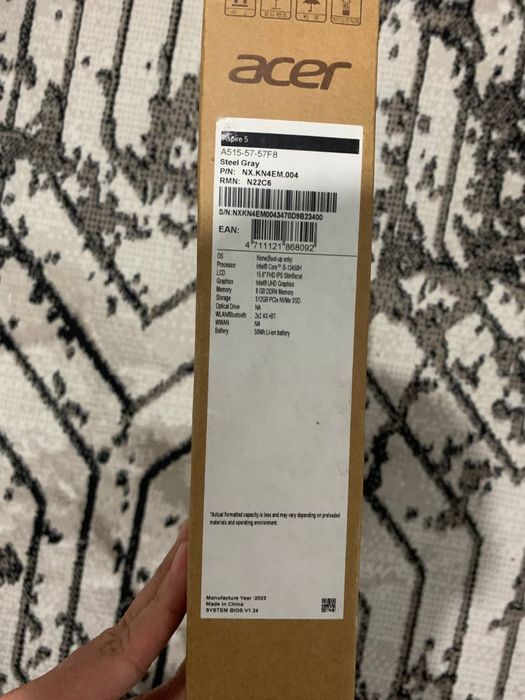 acer
Aspire 5
A515-57-57F8
Steel Gray
P/N: NX.KN4EM.004
RMN: N22C6
S/N:NXKN4EM0043470D9B23400
EAN:
4 711121 868092
OS None(Boot-up only)
Processor Intel® Core™ i5-12450H
LCD 15.6" FHD IPS SlimBezel
Graphics Intel® UHD Graphics
Memory 8 GB DDR4 Memory
Storage 512GB PCIe NVMe SSD
Optical Drive NA
WLAN/Bluetooth 2x2 AX+BT
WWAN NA
Battery 50Wh Li-ion battery
*Actual formatted capacity is less and may vary depending on preloaded
materials and operating environment.
Manufacture Year :2023
Made in China
SYSTEM BIOS:V1.24